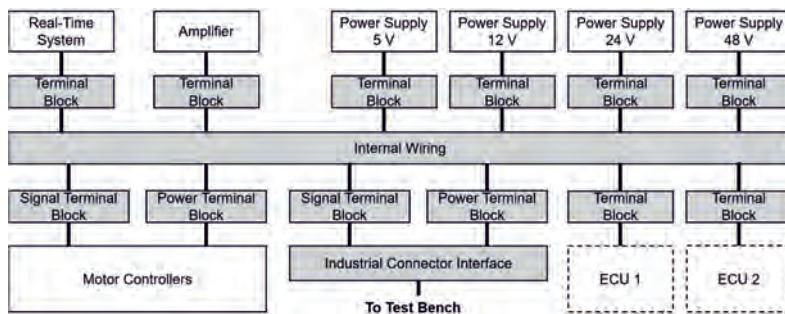 Real-Time
System
Amplifier
Power Supply
5 V
Power Supply
12 V
Power Supply
24 V
Power Supply
48 V
Terminal
Block
Terminal
Block
Terminal
Block
Terminal
Block
Terminal
Block
Terminal
Block
Internal Wiring
Signal Terminal
Block
Power Terminal
Block
Signal Terminal
Block
Power Terminal
Block
Terminal
Block
Terminal
Block
Motor Controllers
Industrial Connector Interface
ECU 1
ECU 2
To Test Bench